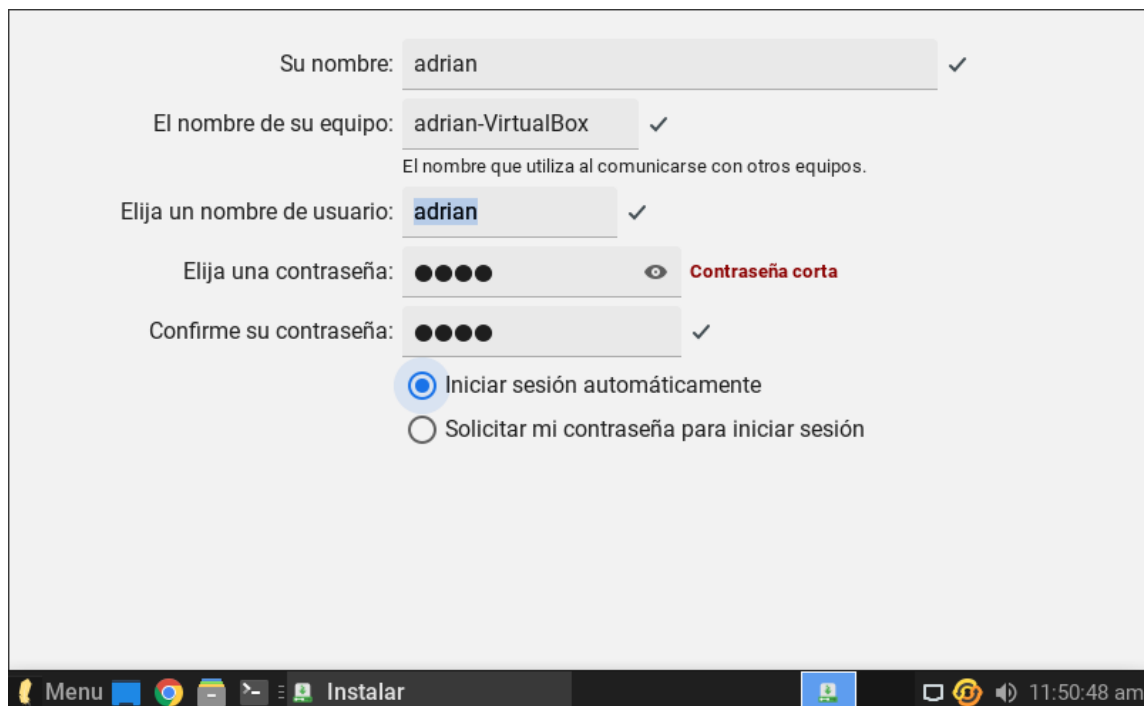 Su nombre: adrian
El nombre de su equipo: adrian-VirtualBox
El nombre que utiliza al comunicarse con otros equipos.
Elija un nombre de usuario: adrian
Elija una contraseña: ●●●● Contraseña corta
Confirme su contraseña: ●●●●
Iniciar sesión automáticamente
Solicitar mi contraseña para iniciar sesión
Menu Instalar 11:50:48 am